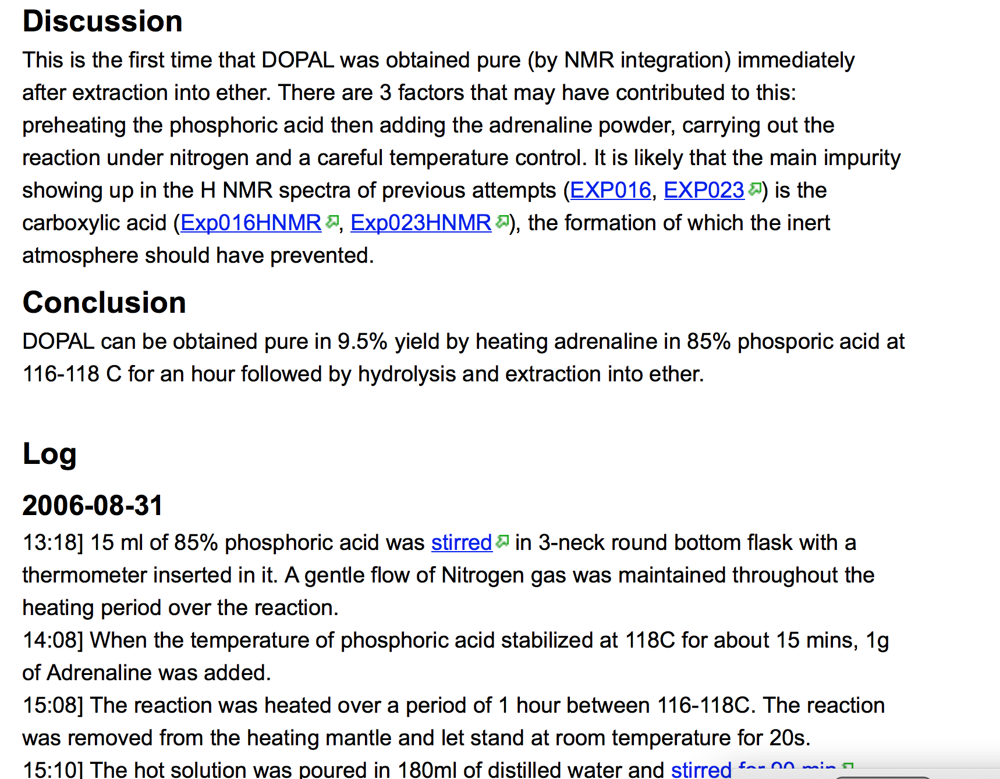 Discussion
This is the first time that DOPAL was obtained pure (by NMR integration) immediately
after extraction into ether. There are 3 factors that may have contributed to this:
preheating the phosphoric acid then adding the adrenaline powder, carrying out the
reaction under nitrogen and a careful temperature control. It is likely that the main impurity
showing up in the H NMR spectra of previous attempts (EXP016, EXP023) is the
carboxylic acid (Exp016HNMR, Exp023HNMR), the formation of which the inert
atmosphere should have prevented.
Conclusion
DOPAL can be obtained pure in 9.5% yield by heating adrenaline in 85% phosporic acid at
116-118 C for an hour followed by hydrolysis and extraction into ether.
Log
2006-08-31
13:18] 15 ml of 85% phosphoric acid was stirred in 3-neck round bottom flask with a
thermometer inserted in it. A gentle flow of Nitrogen gas was maintained throughout the
heating period over the reaction.
14:08] When the temperature of phosphoric acid stabilized at 118C for about 15 mins, 1g
of Adrenaline was added.
15:08] The reaction was heated over a period of 1 hour between 116-118C. The reaction
was removed from the heating mantle and let stand at room temperature for 20s.
15:10] The hot solution was poured in 180ml of distilled water and stirred for min